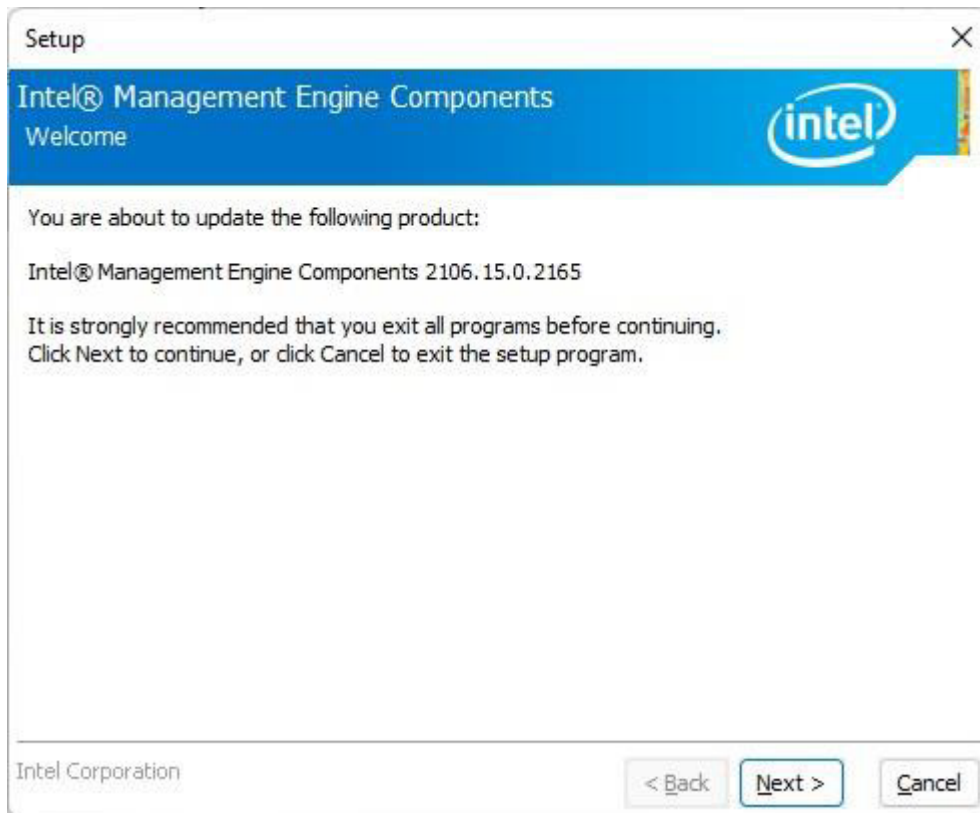 Setup
Intel® Management Engine Components
Welcome
intel
You are about to update the following product:
Intel® Management Engine Components 2106.15.0.2165
It is strongly recommended that you exit all programs before continuing.
Click Next to continue, or click Cancel to exit the setup program.
Intel Corporation
< Back Next > Cancel